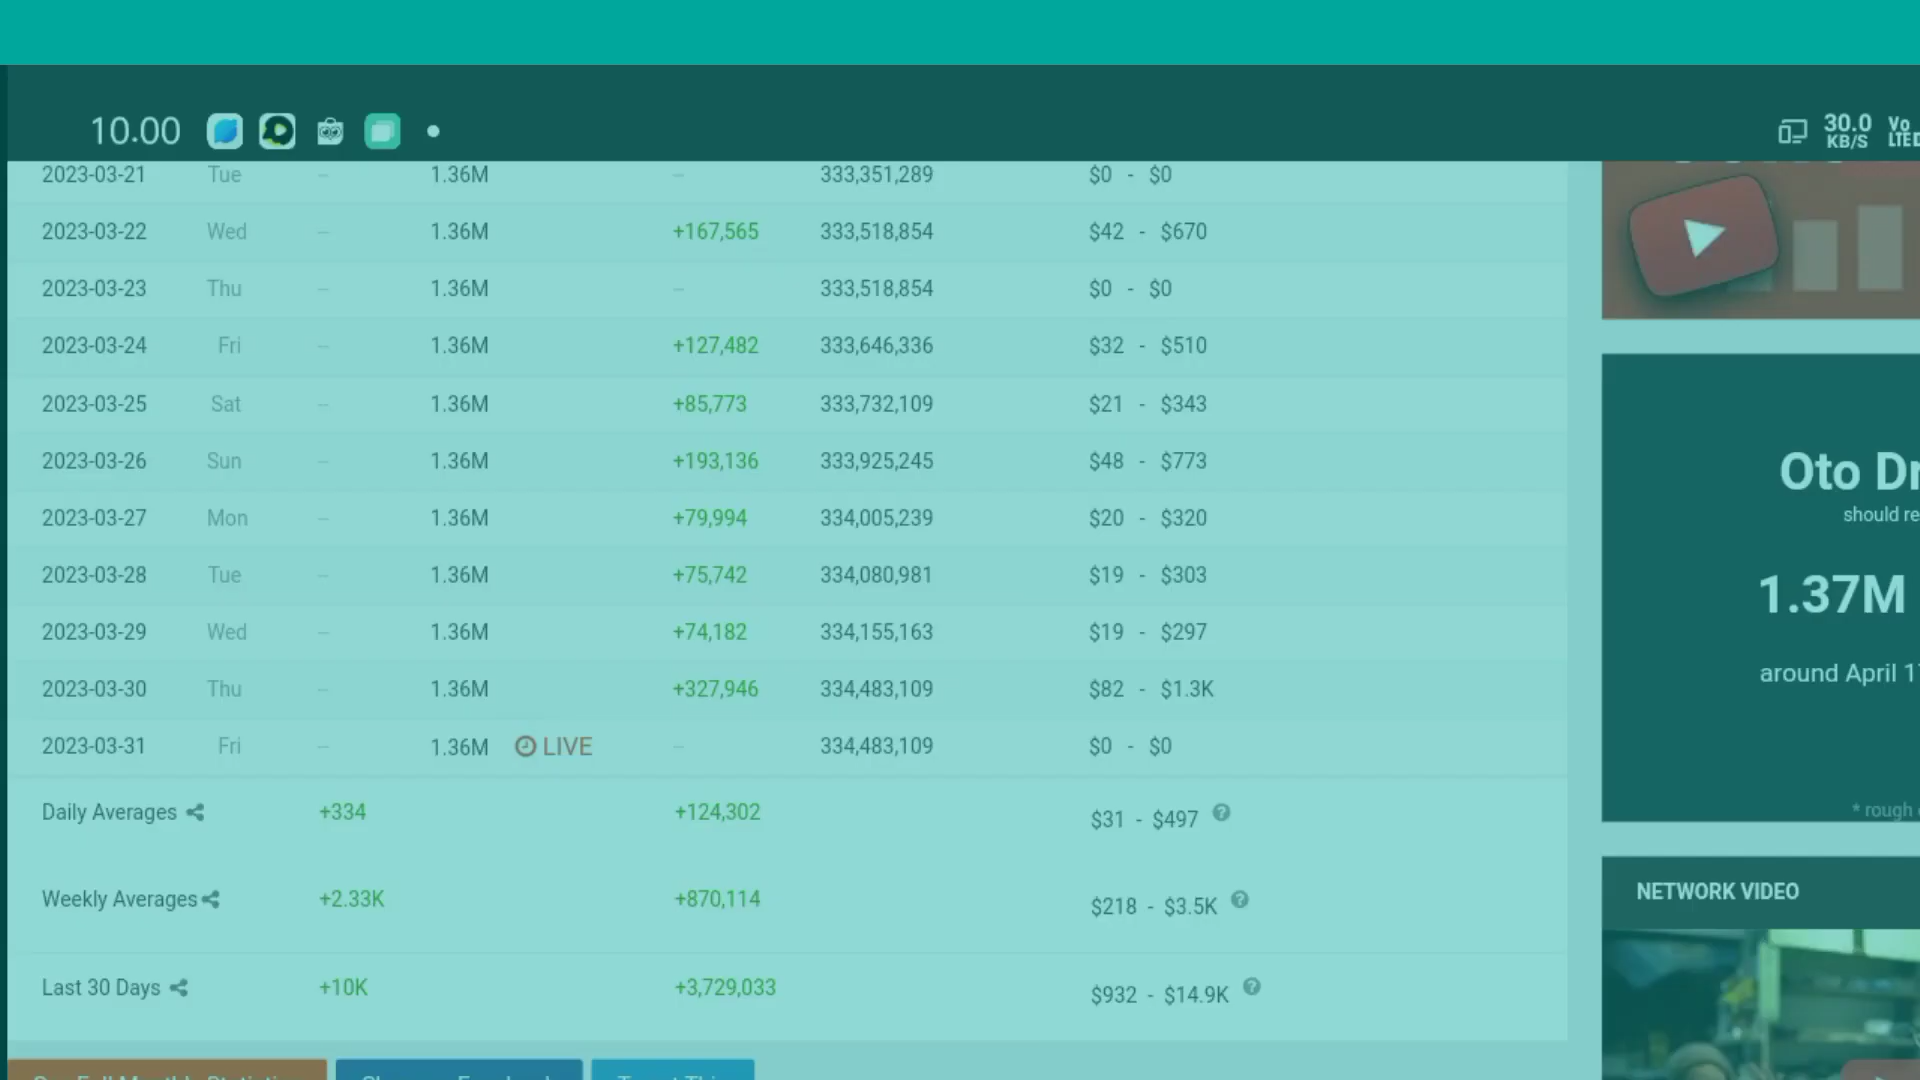 10.00
30.0 KB/S Vo LTE
2023-03-21 Tue -- 1.36M -- 333,351,289 $0 - $0
2023-03-22 Wed -- 1.36M +167,565 333,518,854 $42 - $670
2023-03-23 Thu -- 1.36M -- 333,518,854 $0 - $0
2023-03-24 Fri -- 1.36M +127,482 333,646,336 $32 - $510
2023-03-25 Sat -- 1.36M +85,773 333,732,109 $21 - $343
2023-03-26 Sun -- 1.36M +193,136 333,925,245 $48 - $773
2023-03-27 Mon -- 1.36M +79,994 334,005,239 $20 - $320
2023-03-28 Tue -- 1.36M +75,742 334,080,981 $19 - $303
2023-03-29 Wed -- 1.36M +74,182 334,155,163 $19 - $297
2023-03-30 Thu -- 1.36M +327,946 334,483,109 $82 - $1.3K
2023-03-31 Fri -- 1.36M LIVE -- 334,483,109 $0 - $0
Daily Averages +334 +124,302 $31 - $497
Weekly Averages +2.33K +870,114 $218 - $3.5K
Last 30 Days +10K +3,729,033 $932 - $14.9K
Oto
should
1.37M
around April
* rough
NETWORK VIDEO